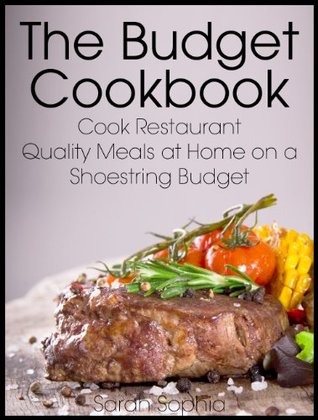 The Budget
Cookbook
Cook Restaurant
Quality Meals at Home on a
Shoestring Budget
Sarah Sophia